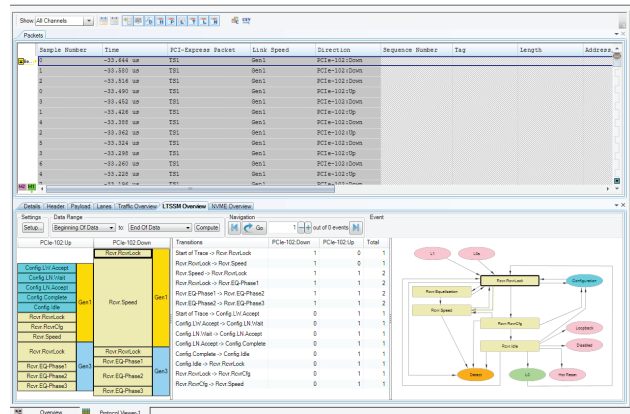 Show All Channels
Packets
Sample Number Time PCI-Express Packet Link Speed Direction Sequence Number Tag Length Address
0 -33.644 us TS1 Gen1 PCIe-102:Down
1 -33.580 us TS1 Gen1 PCIe-102:Down
2 -33.516 us TS1 Gen1 PCIe-102:Down
0 -33.490 us TS1 Gen1 PCIe-102:Up
3 -33.452 us TS1 Gen1 PCIe-102:Down
1 -33.426 us TS1 Gen1 PCIe-102:Up
4 -33.388 us TS1 Gen1 PCIe-102:Down
2 -33.362 us TS1 Gen1 PCIe-102:Up
5 -33.324 us TS1 Gen1 PCIe-102:Down
3 -33.298 us TS1 Gen1 PCIe-102:Up
6 -33.260 us TS1 Gen1 PCIe-102:Down
4 -33.228 us TS1 Gen1 PCIe-102:Up
M2 M1
Details Header Payload Lanes Traffic Overview LTSSM Overview NVME Overview
Settings Data Range Navigation Event
Setup... Beginning Of Data to: End Of Data Compute Go 1 out of 0 events
PCIe-102:Up PCIe-102:Down
Rcvr.RcvrLock
Config.LW.Accept
Config.LN.Wait
Config.LN.Accept
Config.Complete
Config.Idle
Rcvr.RcvrLock
Rcvr.RcvrCfg
Rcvr.Speed
Gen1
Rcvr.Speed
Gen1
Rcvr.RcvrLock
Rcvr.EQ-Phase1
Rcvr.EQ-Phase2
Rcvr.EQ-Phase3
Gen3
Rcvr.RcvrLock
Rcvr.EQ-Phase1
Rcvr.EQ-Phase2
Rcvr.EQ-Phase3
Gen3
Transitions PCIe-102:Down PCIe-102:Up Total
Start of Trace -> Rcvr.RcvrLock 1 0 1
Rcvr.RcvrLock -> Rcvr.Speed 1 0 1
Rcvr.Speed -> Rcvr.RcvrLock 1 1 2
Rcvr.RcvrLock -> Rcvr.EQ-Phase1 1 1 2
Rcvr.EQ-Phase1 -> Rcvr.EQ-Phase2 1 1 2
Rcvr.EQ-Phase2 -> Rcvr.EQ-Phase3 1 1 2
Start of Trace -> Config.LW.Accept 0 1 1
Config.LW.Accept -> Config.LN.Wait 0 1 1
Config.LN.Wait -> Config.LN.Accept 0 1 1
Config.LN.Accept -> Config.Complete 0 1 1
Config.Complete -> Config.Idle 0 1 1
Config.Idle -> Rcvr.RcvrLock 0 1 1
Rcvr.RcvrLock -> Rcvr.RcvrCfg 0 1 1
Rcvr.RcvrCfg -> Rcvr.Speed 0 1 1
L1
L0s
Rcvr.RcvrLock
Configuration
Rcvr.Equalization
Rcvr.Speed
Rcvr.RcvrCfg
Loopback
Rcvr.Idle
Disabled
Detect
L0
Hot Reset
Overview Protocol Viewer-1